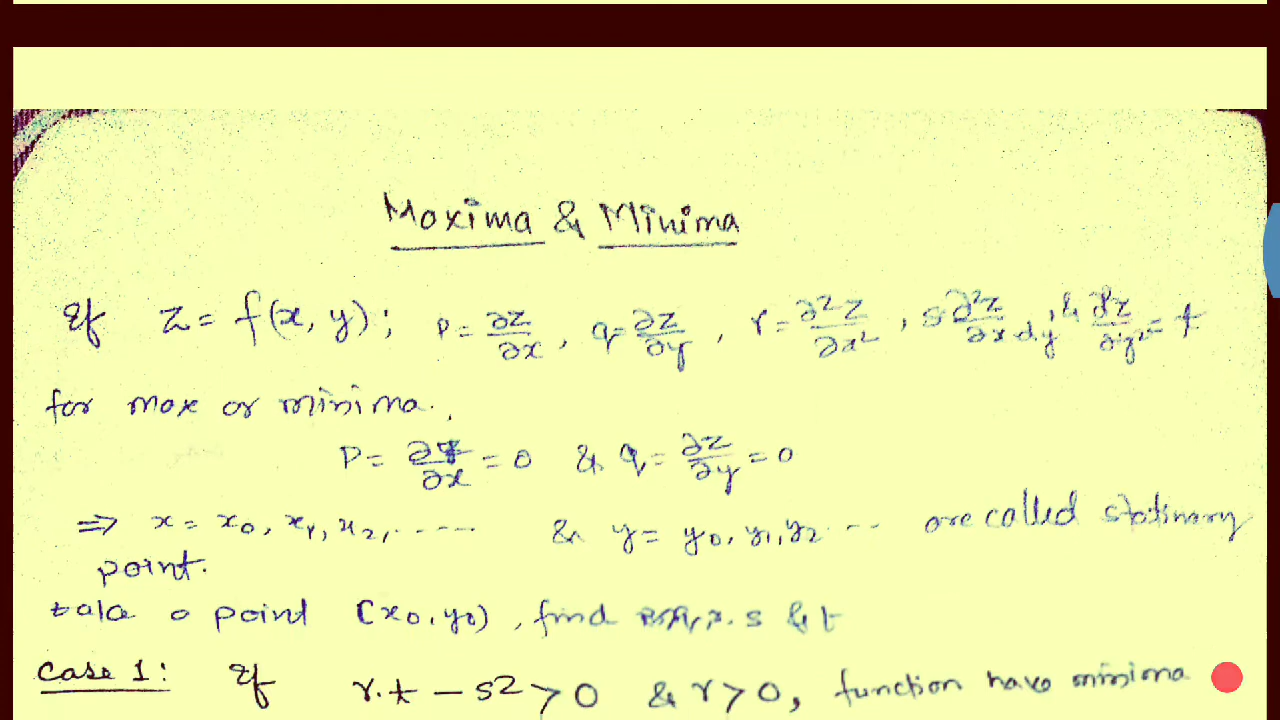 Maxima & Minima
If z = f(x, y); p = ∂z/∂x, q = ∂z/∂y, r = ∂²z/∂x², s = ∂²z/∂x∂y, & ∂²z/∂y² = t
for max or minima.,
P = ∂z/∂x = 0 & q = ∂z/∂y = 0
⇒ x = x₀, x₁, x₂, ...... & y = y₀, y₁, y₂ ... are called stationary
point.
take a point (x₀, y₀), find r. s & t
Case 1: If r.t - s2 > 0 & r > 0, function have minima